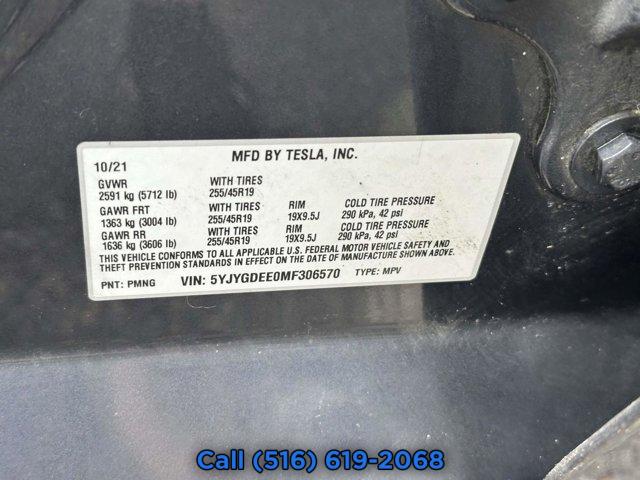 MFD BY TESLA, INC.
10/21
GVWR WITH TIRES
2591 kg (5712 lb) 255/45R19
GAWR FRT WITH TIRES RIM COLD TIRE PRESSURE
1363 kg (3004 lb) 255/45R19 19X9.5J 290 kPa, 42 psi
GAWR RR WITH TIRES RIM COLD TIRE PRESSURE
1636 kg (3606 lb) 255/45R19 19X9.5J 290 kPa, 42 psi
THIS VEHICLE CONFORMS TO ALL APPLICABLE U.S. FEDERAL MOTOR VEHICLE SAFETY AND
THEFT PREVENTION STANDARDS IN EFFECT ON THE DATE OF MANUFACTURE SHOWN ABOVE.
PNT: PMNG VIN: 5YJYGDEE0MF306570 TYPE: MPV
Call (516) 619-2068